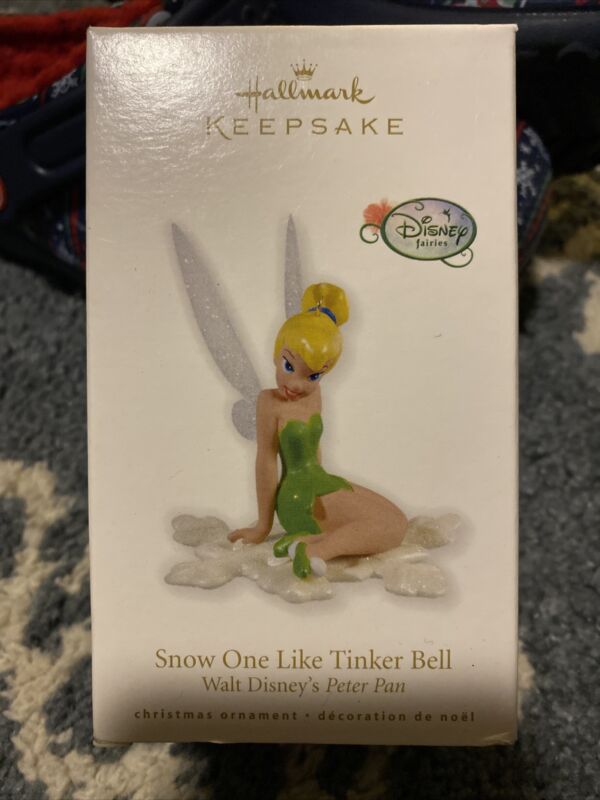 Hallmark
KEEPSAKE
Disney
fairies
Snow One Like Tinker Bell
Walt Disney's Peter Pan
christmas ornament • décoration de noël